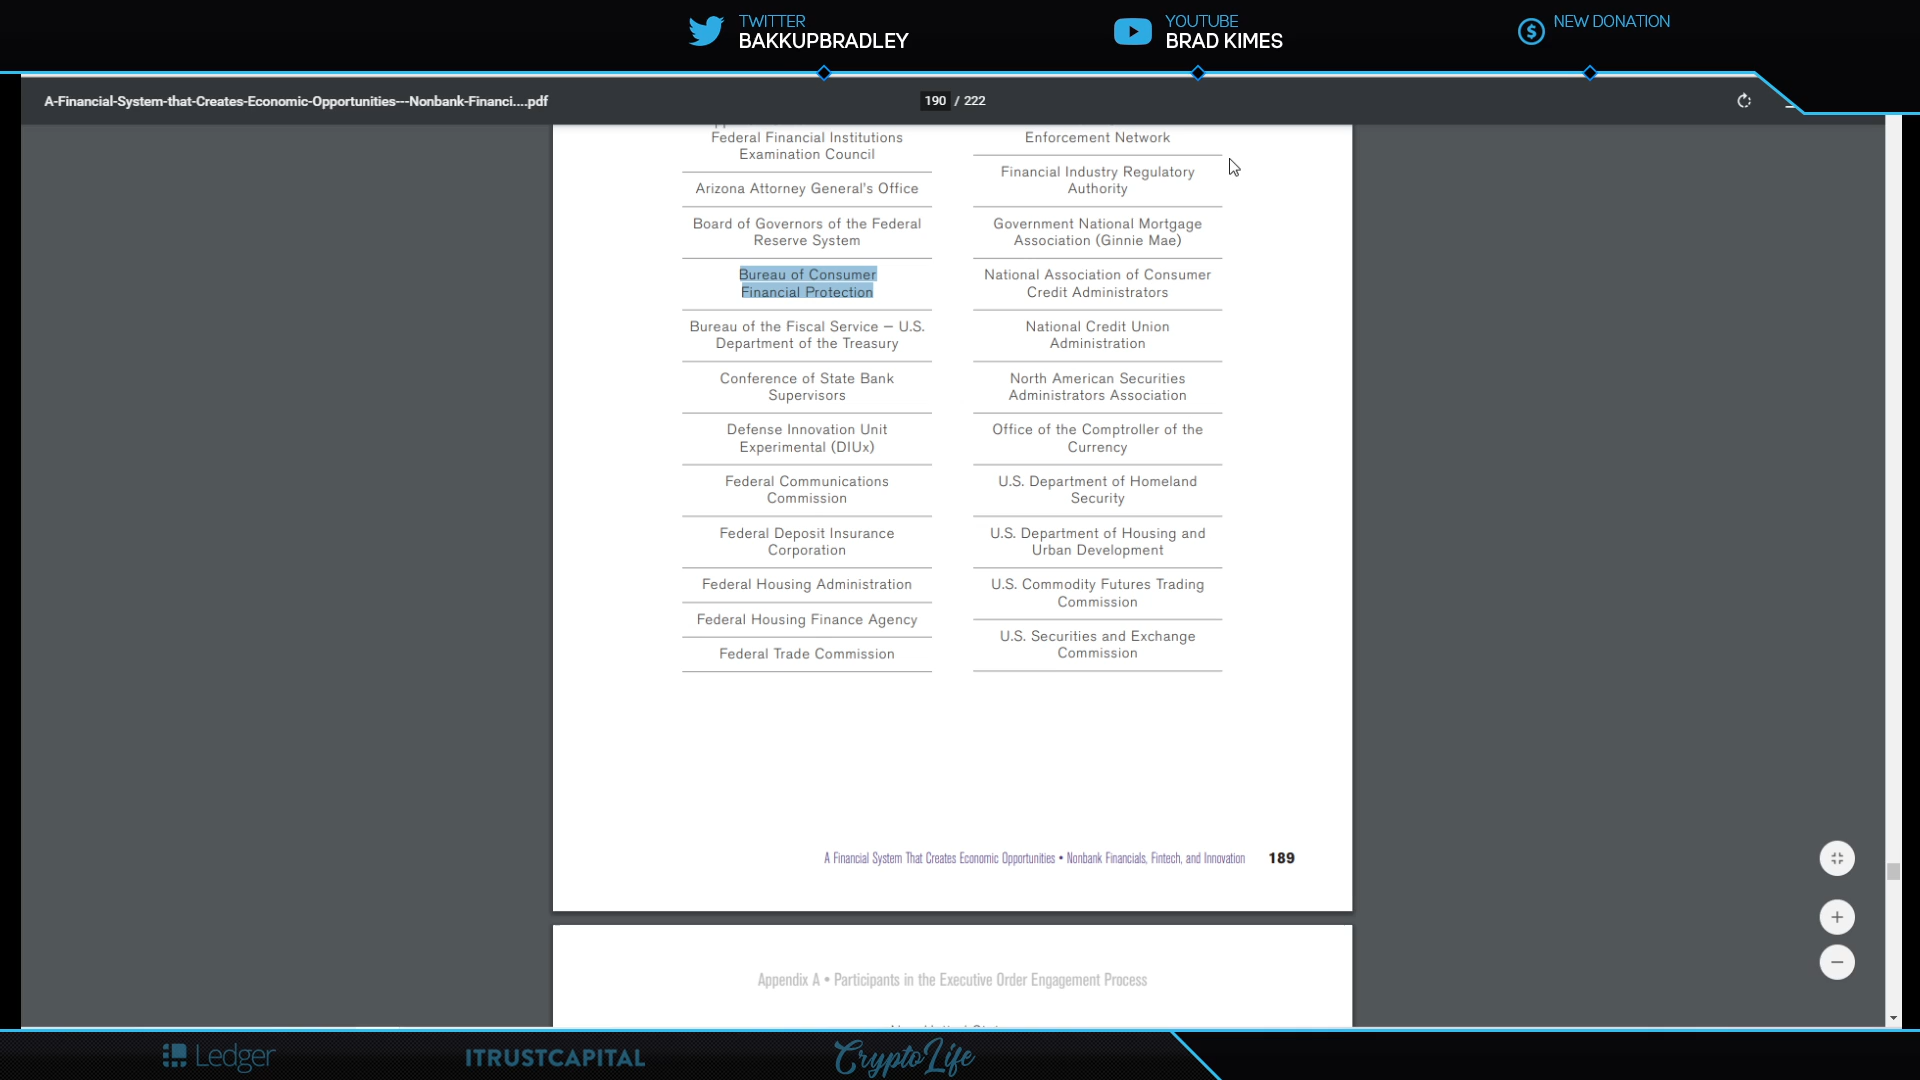 TWITTER
BAKKUPBRADLEY
YOUTUBE
BRAD KIMES
NEW DONATION
A-Financial-System-that-Creates-Economic-Opportunities---Nonbank-Financi....pdf
190 / 222
Federal Financial Institutions
Examination Council
Arizona Attorney General's Office
Board of Governors of the Federal
Reserve System
Bureau of Consumer
Financial Protection
Bureau of the Fiscal Service – U.S.
Department of the Treasury
Conference of State Bank
Supervisors
Defense Innovation Unit
Experimental (DIUx)
Federal Communications
Commission
Federal Deposit Insurance
Corporation
Federal Housing Administration
Federal Housing Finance Agency
Federal Trade Commission
Enforcement Network
Financial Industry Regulatory
Authority
Government National Mortgage
Association (Ginnie Mae)
National Association of Consumer
Credit Administrators
National Credit Union
Administration
North American Securities
Administrators Association
Office of the Comptroller of the
Currency
U.S. Department of Homeland
Security
U.S. Department of Housing and
Urban Development
U.S. Commodity Futures Trading
Commission
U.S. Securities and Exchange
Commission
A Financial System That Creates Economic Opportunities • Nonbank Financials, Fintech, and Innovation 189
Appendix A • Participants in the Executive Order Engagement Process
Ledger
ITRUSTCAPITAL
CryptoLife